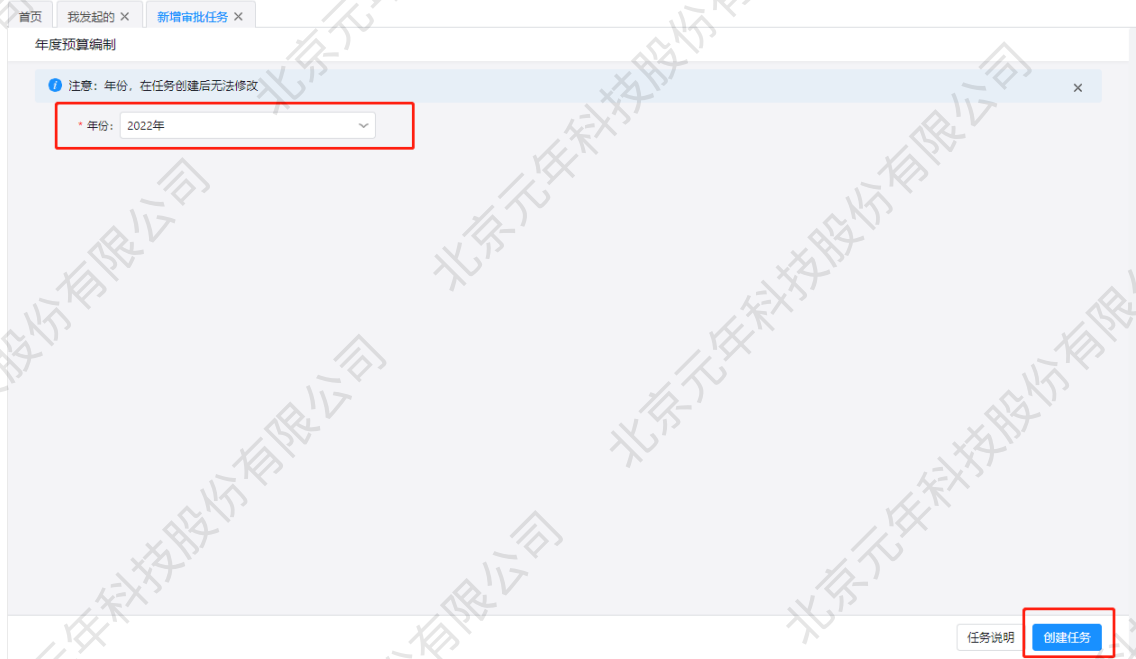 首页 我发起的 新增审批任务
年度预算编制
注意：年份，在任务创建后无法修改
* 年份： 2022年
任务说明 创建任务
北京元年科技股份有限公司